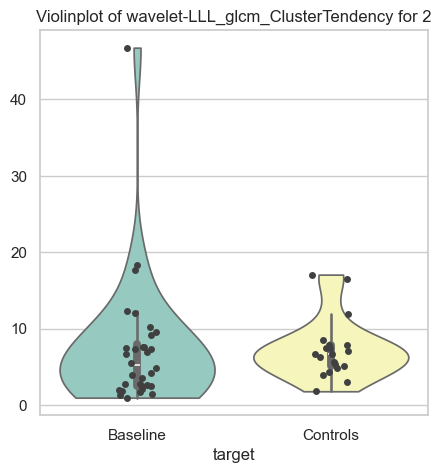 Violinplot of wavelet-LLL_glcm_ClusterTendency for 2
40
30
20
10
0
Baseline
Controls
target